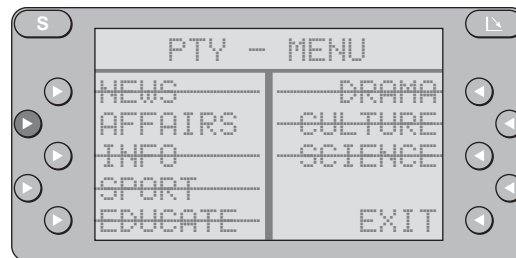 S
PTY - MENU
NEWS
AFFAIRS
INFO
SPORT
EDUCATE
DRAMA
CULTURE
SCIENCE
EXIT